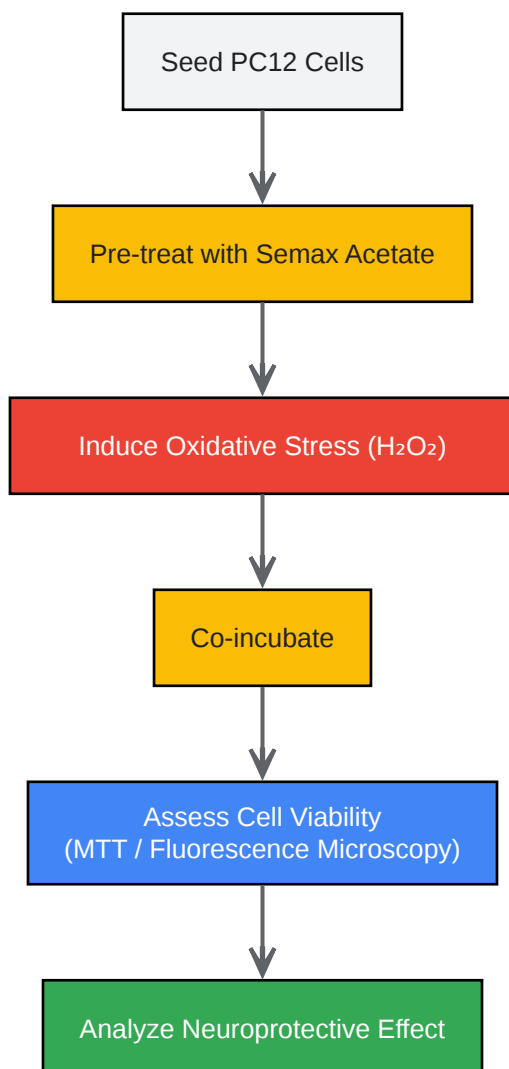 Seed PC12 Cells
Pre-treat with Semax Acetate
Induce Oxidative Stress (H₂O₂)
Co-incubate
Assess Cell Viability
(MTT / Fluorescence Microscopy)
Analyze Neuroprotective Effect